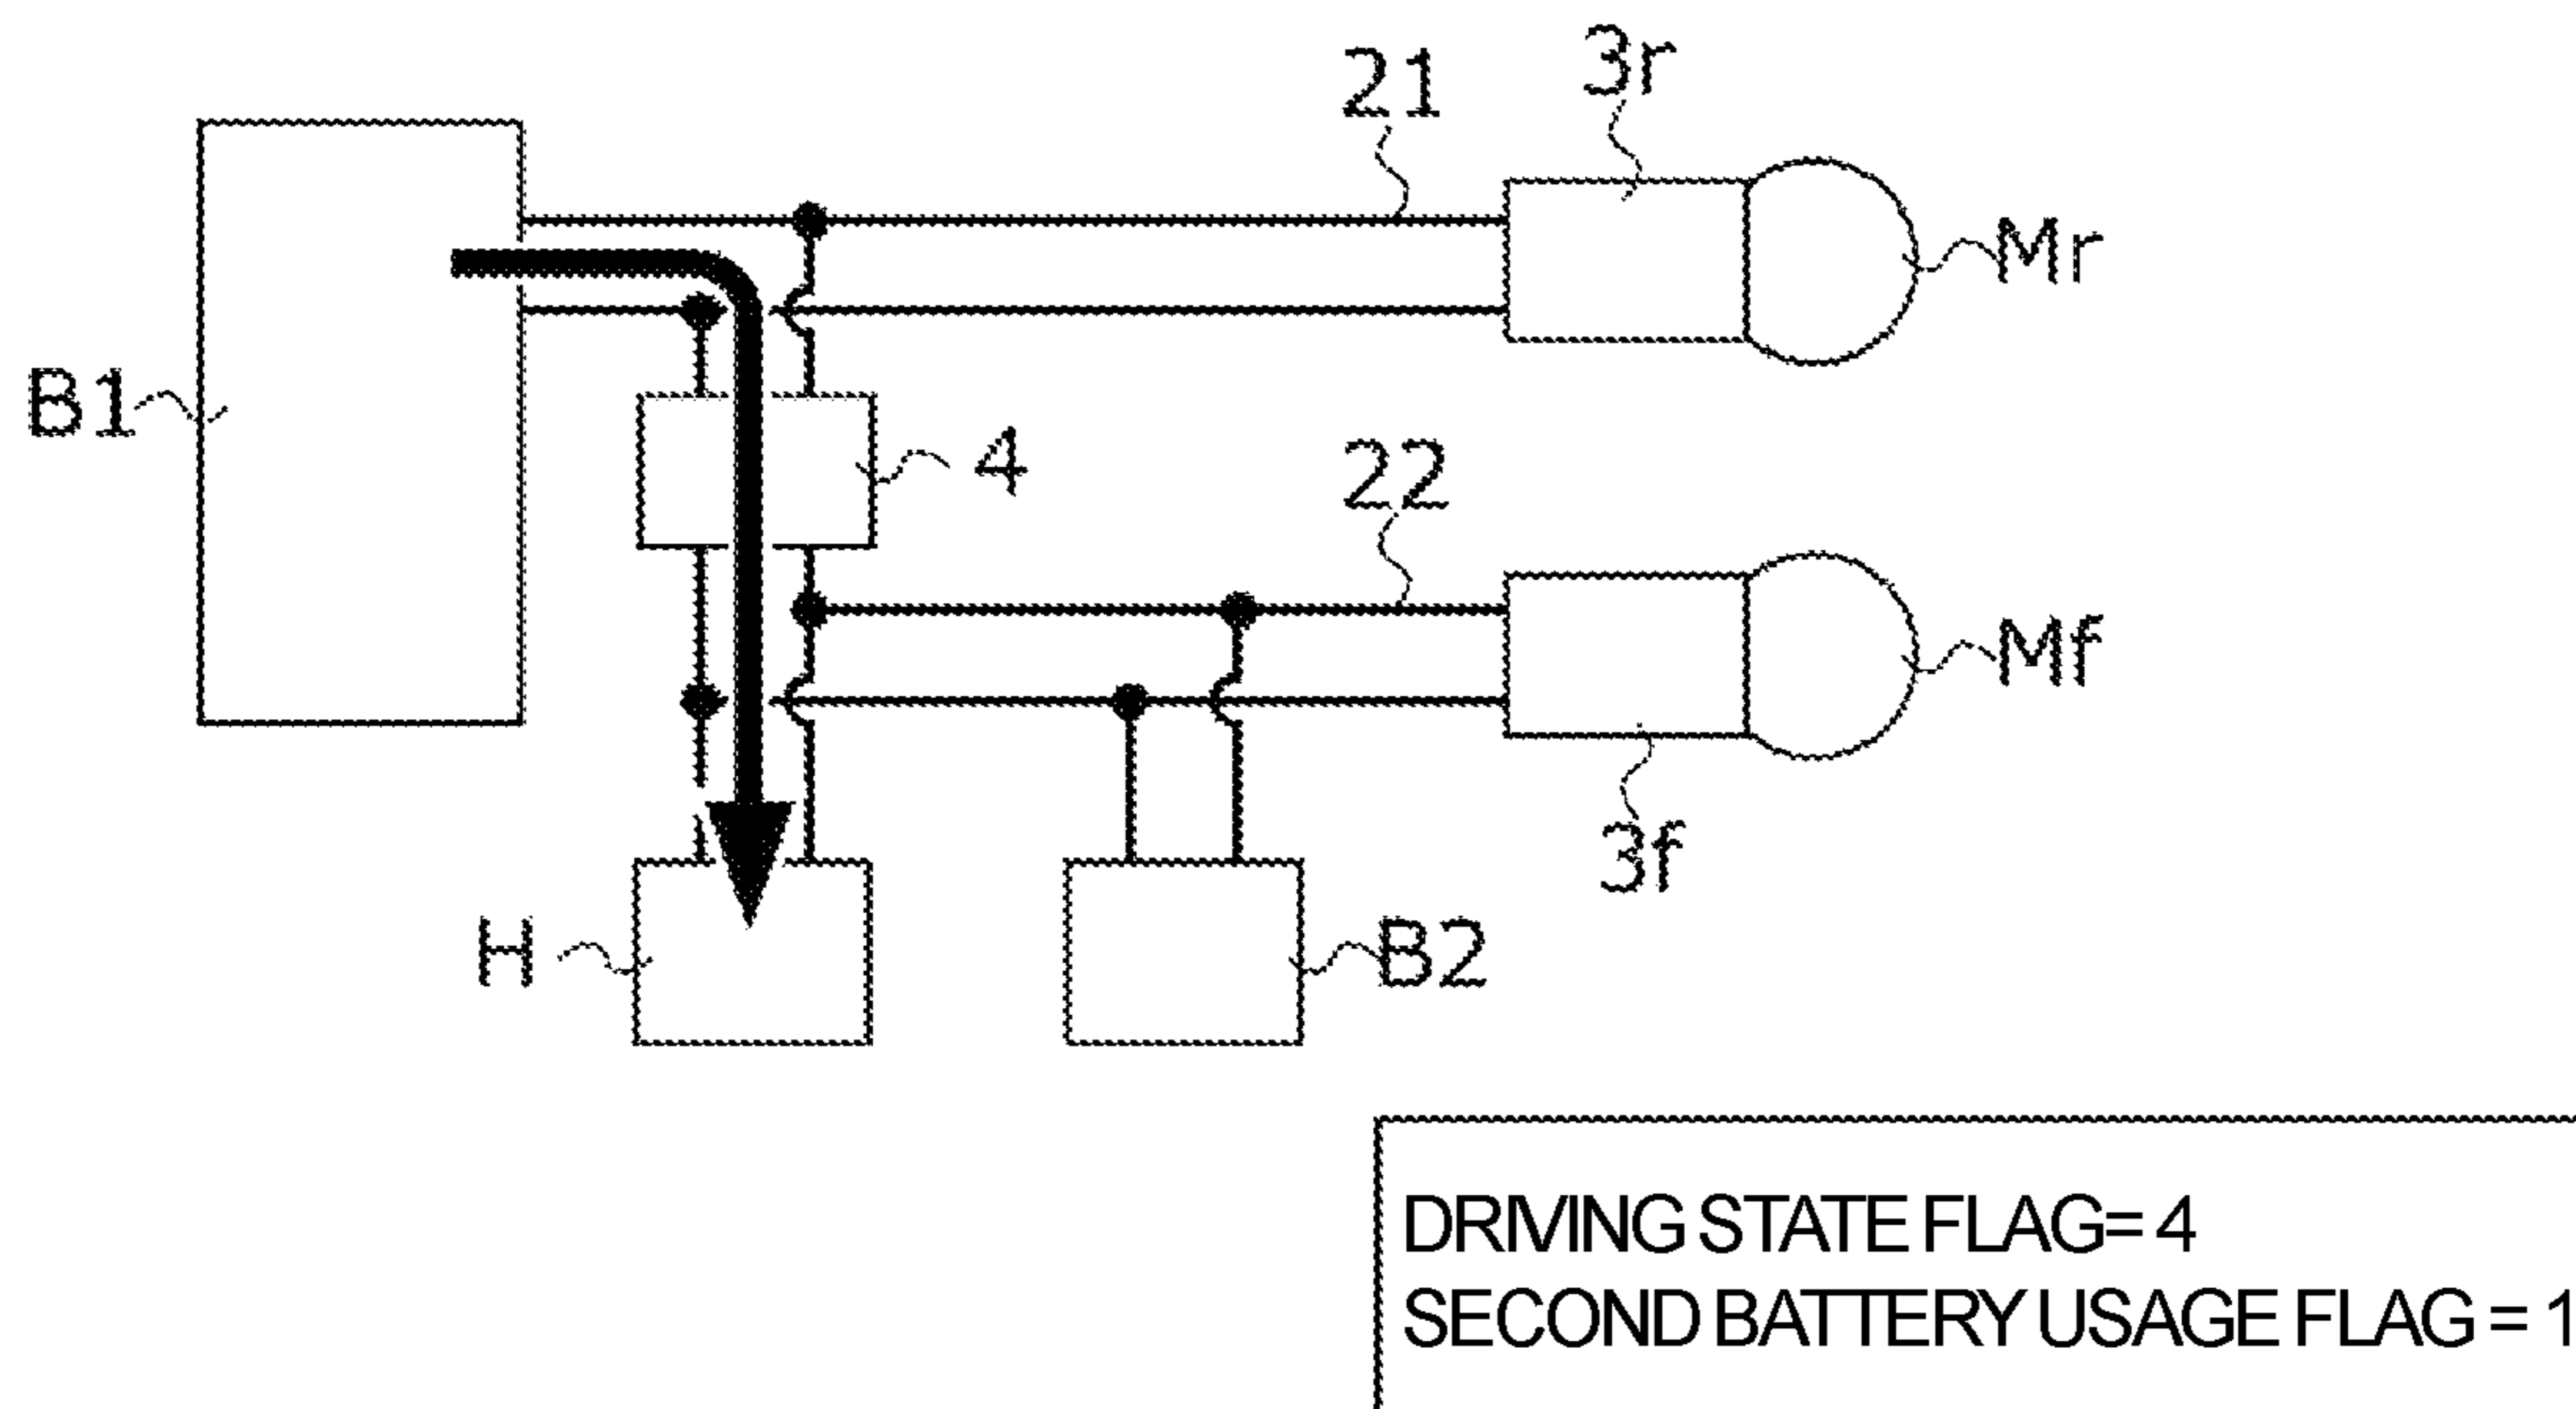 3r
21
Mr
B1
4
22
Mf
3f
H
B2
DRIVING STATE FLAG= 4
SECOND BATTERY USAGE FLAG = 1